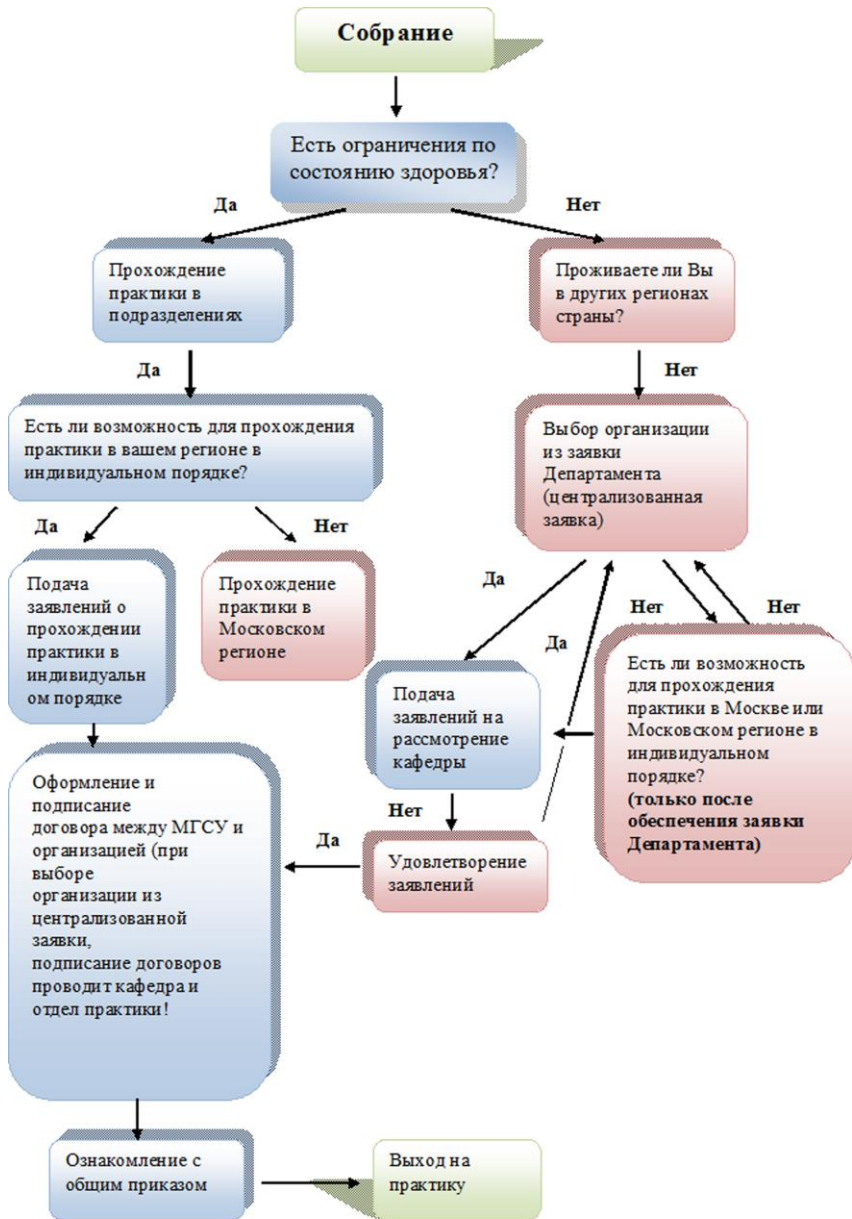 Собрание
Есть ограничения по
состоянию здоровья?
Да
Нет
Прохождение
практики в
подразделениях
Проживаете ли Вы
в других регионах
страны?
Да
Нет
Есть ли возможность для прохождения
практики в вашем регионе в
индивидуальном порядке?
Выбор организации
из заявки
Департамента
(централизованная
заявка)
Да
Нет
Подача
заявлений о
прохождении
практики в
индивидуальн
ом порядке
Прохождение
практики в
Московском
регионе
Да
Нет
Нет
Да
Подача
заявлений на
рассмотрение
кафедры
Есть ли возможность
для прохождения
практики в Москве или
Московском регионе в
индивидуальном
порядке?
(только после
обеспечения заявки
Департамента)
Оформление и
подписание
договора между МГСУ и
организацией (при
выборе
организации из
централизованной
заявки,
подписание договоров
проводит кафедра и
отдел практики!
Нет
Да
Удовлетворение
заявлений
Ознакомление с
общим приказом
Выход на
практику